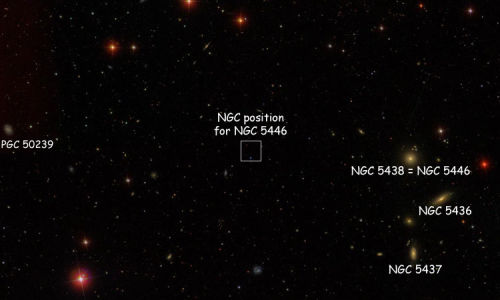 NGC position
for NGC 5446
PGC 50239
NGC 5438 = NGC 5446
NGC 5436
NGC 5437